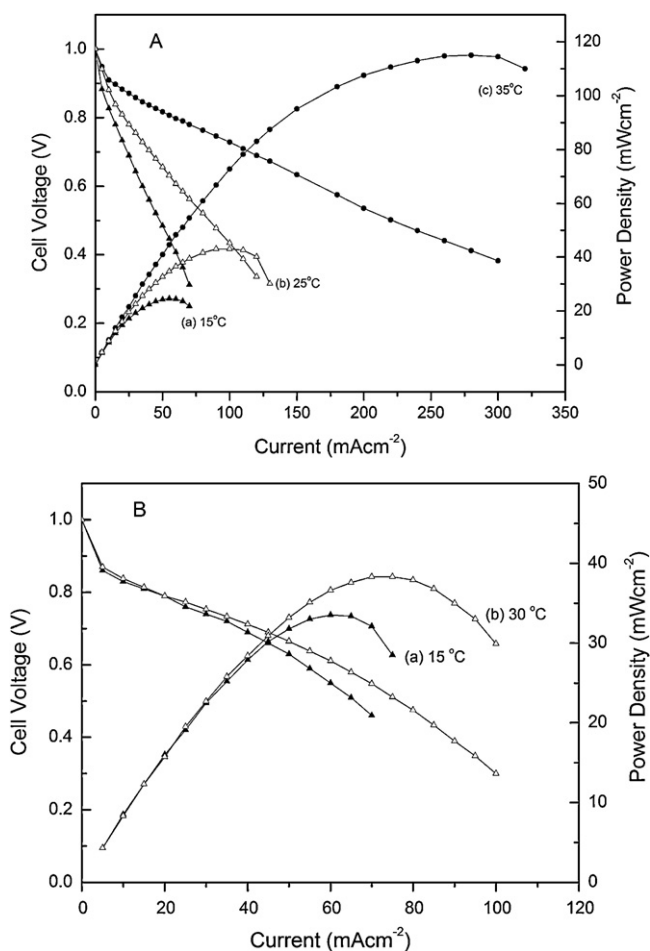 A
1.0
0.8
0.6
0.4
0.2
0.0
Cell Voltage (V)
120
100
80
60
40
20
0
Power Density (mWcm⁻²)
(c) 35°C
(b) 25°C
(a) 15°C
0 50 100 150 200 250 300 350
Current (mAcm⁻²)
B
1.0
0.8
0.6
0.4
0.2
0.0
Cell Voltage (V)
50
40
30
20
10
0
Power Density (mWcm⁻²)
(b) 30 °C
(a) 15 °C
0 20 40 60 80 100 120
Current (mAcm⁻²)